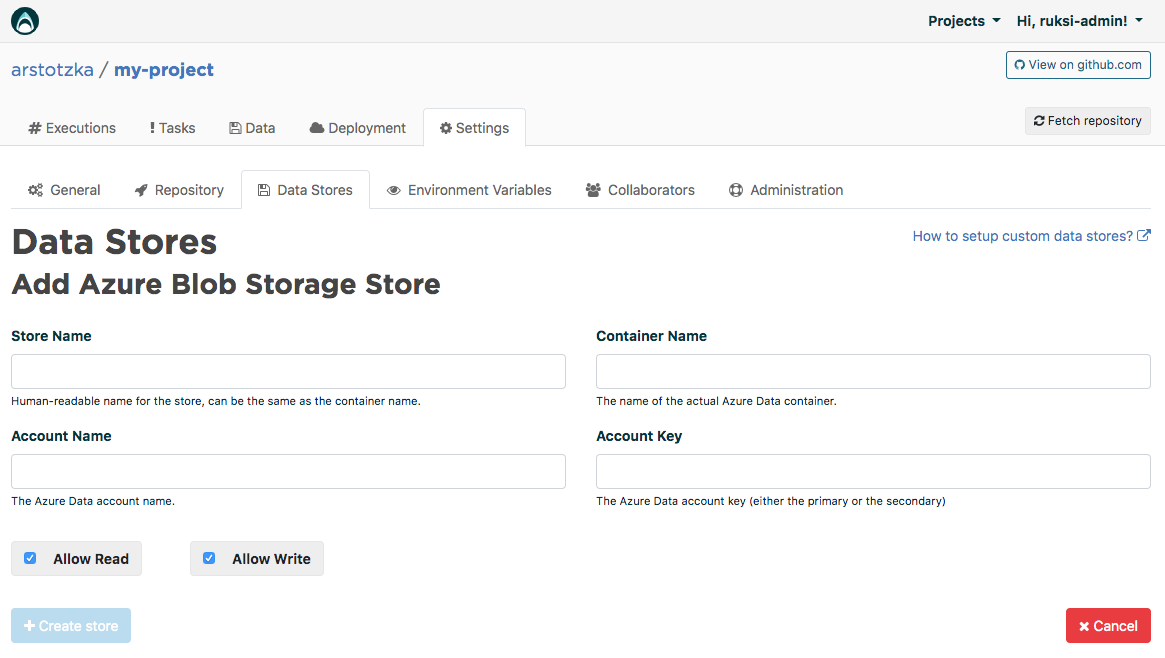 Projects Hi, ruksi-admin!
arstotzka / my-project
View on github.com
Executions Tasks Data Deployment Settings
Fetch repository
General Repository Data Stores Environment Variables Collaborators Administration
Data Stores
How to setup custom data stores?
Add Azure Blob Storage Store
Store Name Container Name
Human-readable name for the store, can be the same as the container name. The name of the actual Azure Data container.
Account Name Account Key
The Azure Data account name. The Azure Data account key (either the primary or the secondary)
Allow Read Allow Write
Create store Cancel